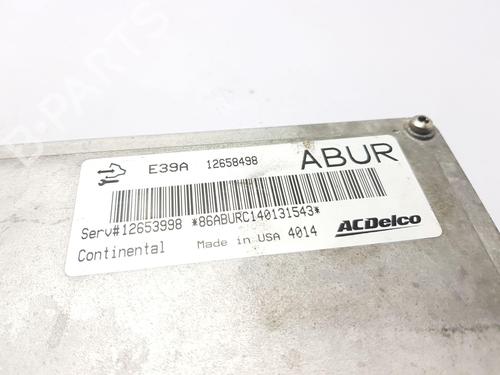 E39A 12658498 ABUR
Serv#12653998 *86ABURC140131543*
Continental Made in USA 4014 ACDelco
B-PARTS